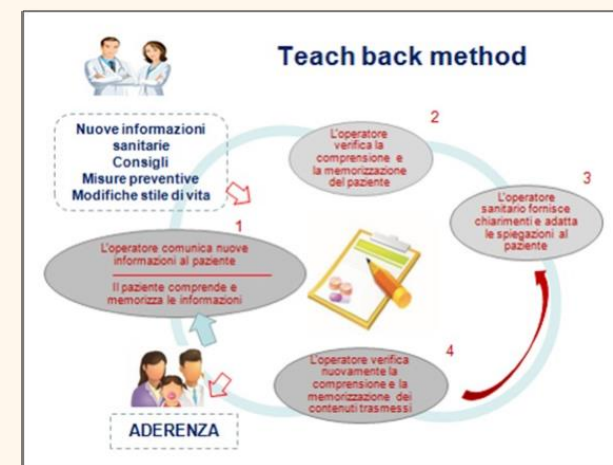 Teach back method
Nuove informazioni
sanitarie
Consigli
Misure preventive
Modifiche stile di vita
1
L'operatore comunica nuove
informazioni al paziente
Il paziente comprende e
memorizza le informazioni
2
L'operatore
verifica la
comprensione e
la memorizzazione
del paziente
3
L'operatore
sanitario fornisce
chiarimenti e adatta
le spiegazioni al
paziente
4
L'operatore verifica
nuovamente la
comprensione e la
memorizzazione dei
contenuti trasmessi
ADERENZA